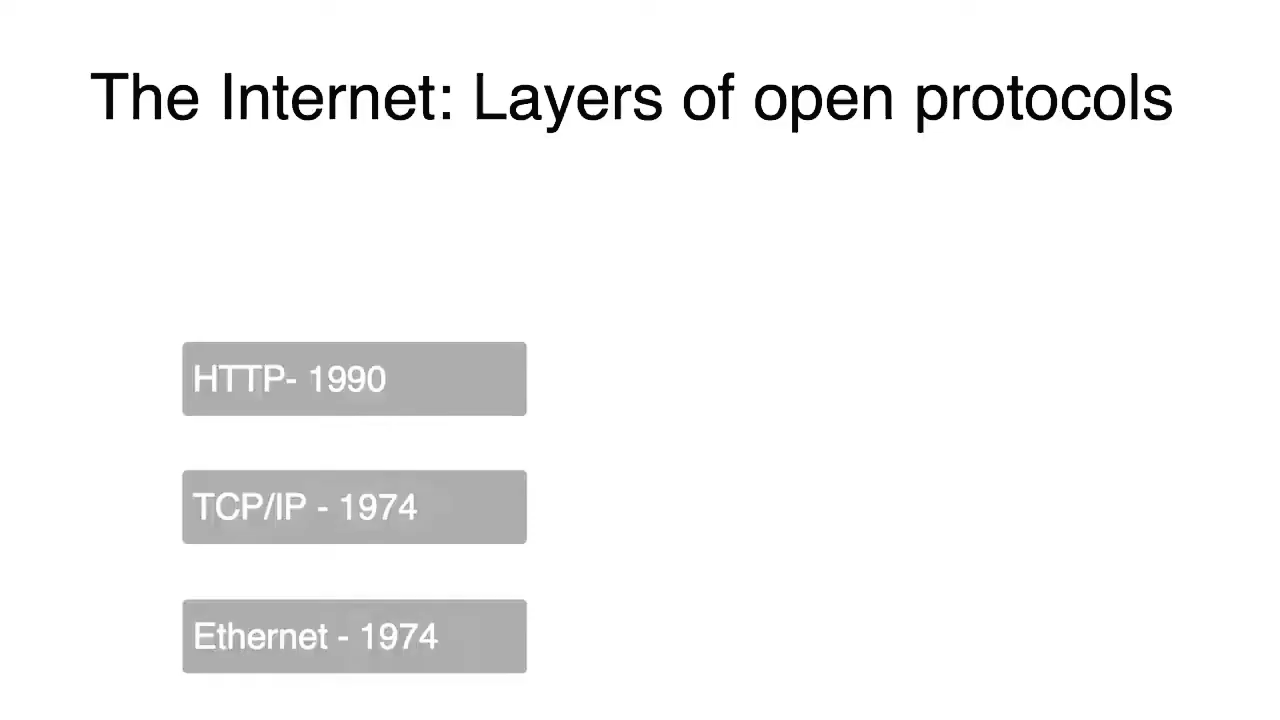 The Internet: Layers of open protocols
HTTP- 1990
TCP/IP - 1974
Ethernet - 1974